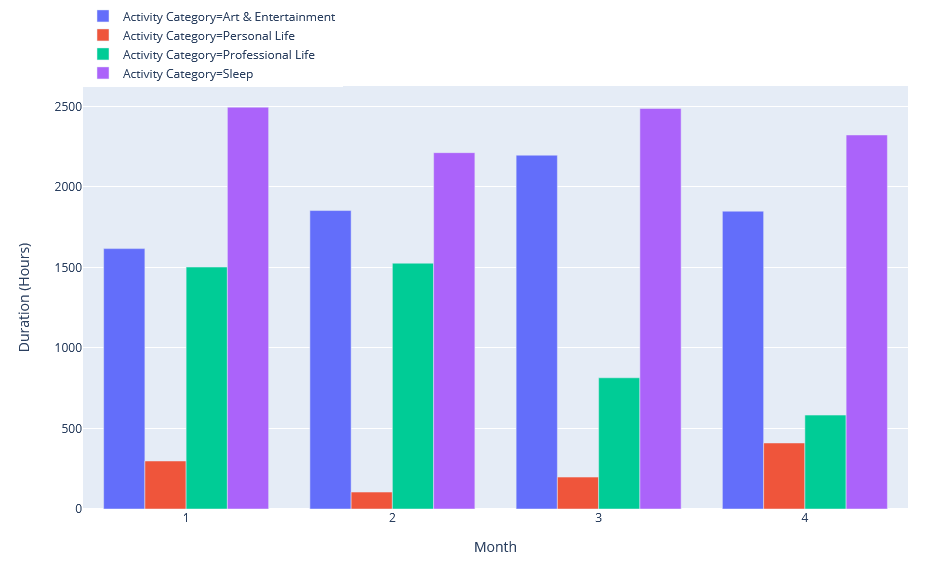 Activity Category=Art & Entertainment
Activity Category=Personal Life
Activity Category=Professional Life
Activity Category=Sleep
2500
2000
1500
1000
500
0
Duration (Hours)
1 2 3 4
Month